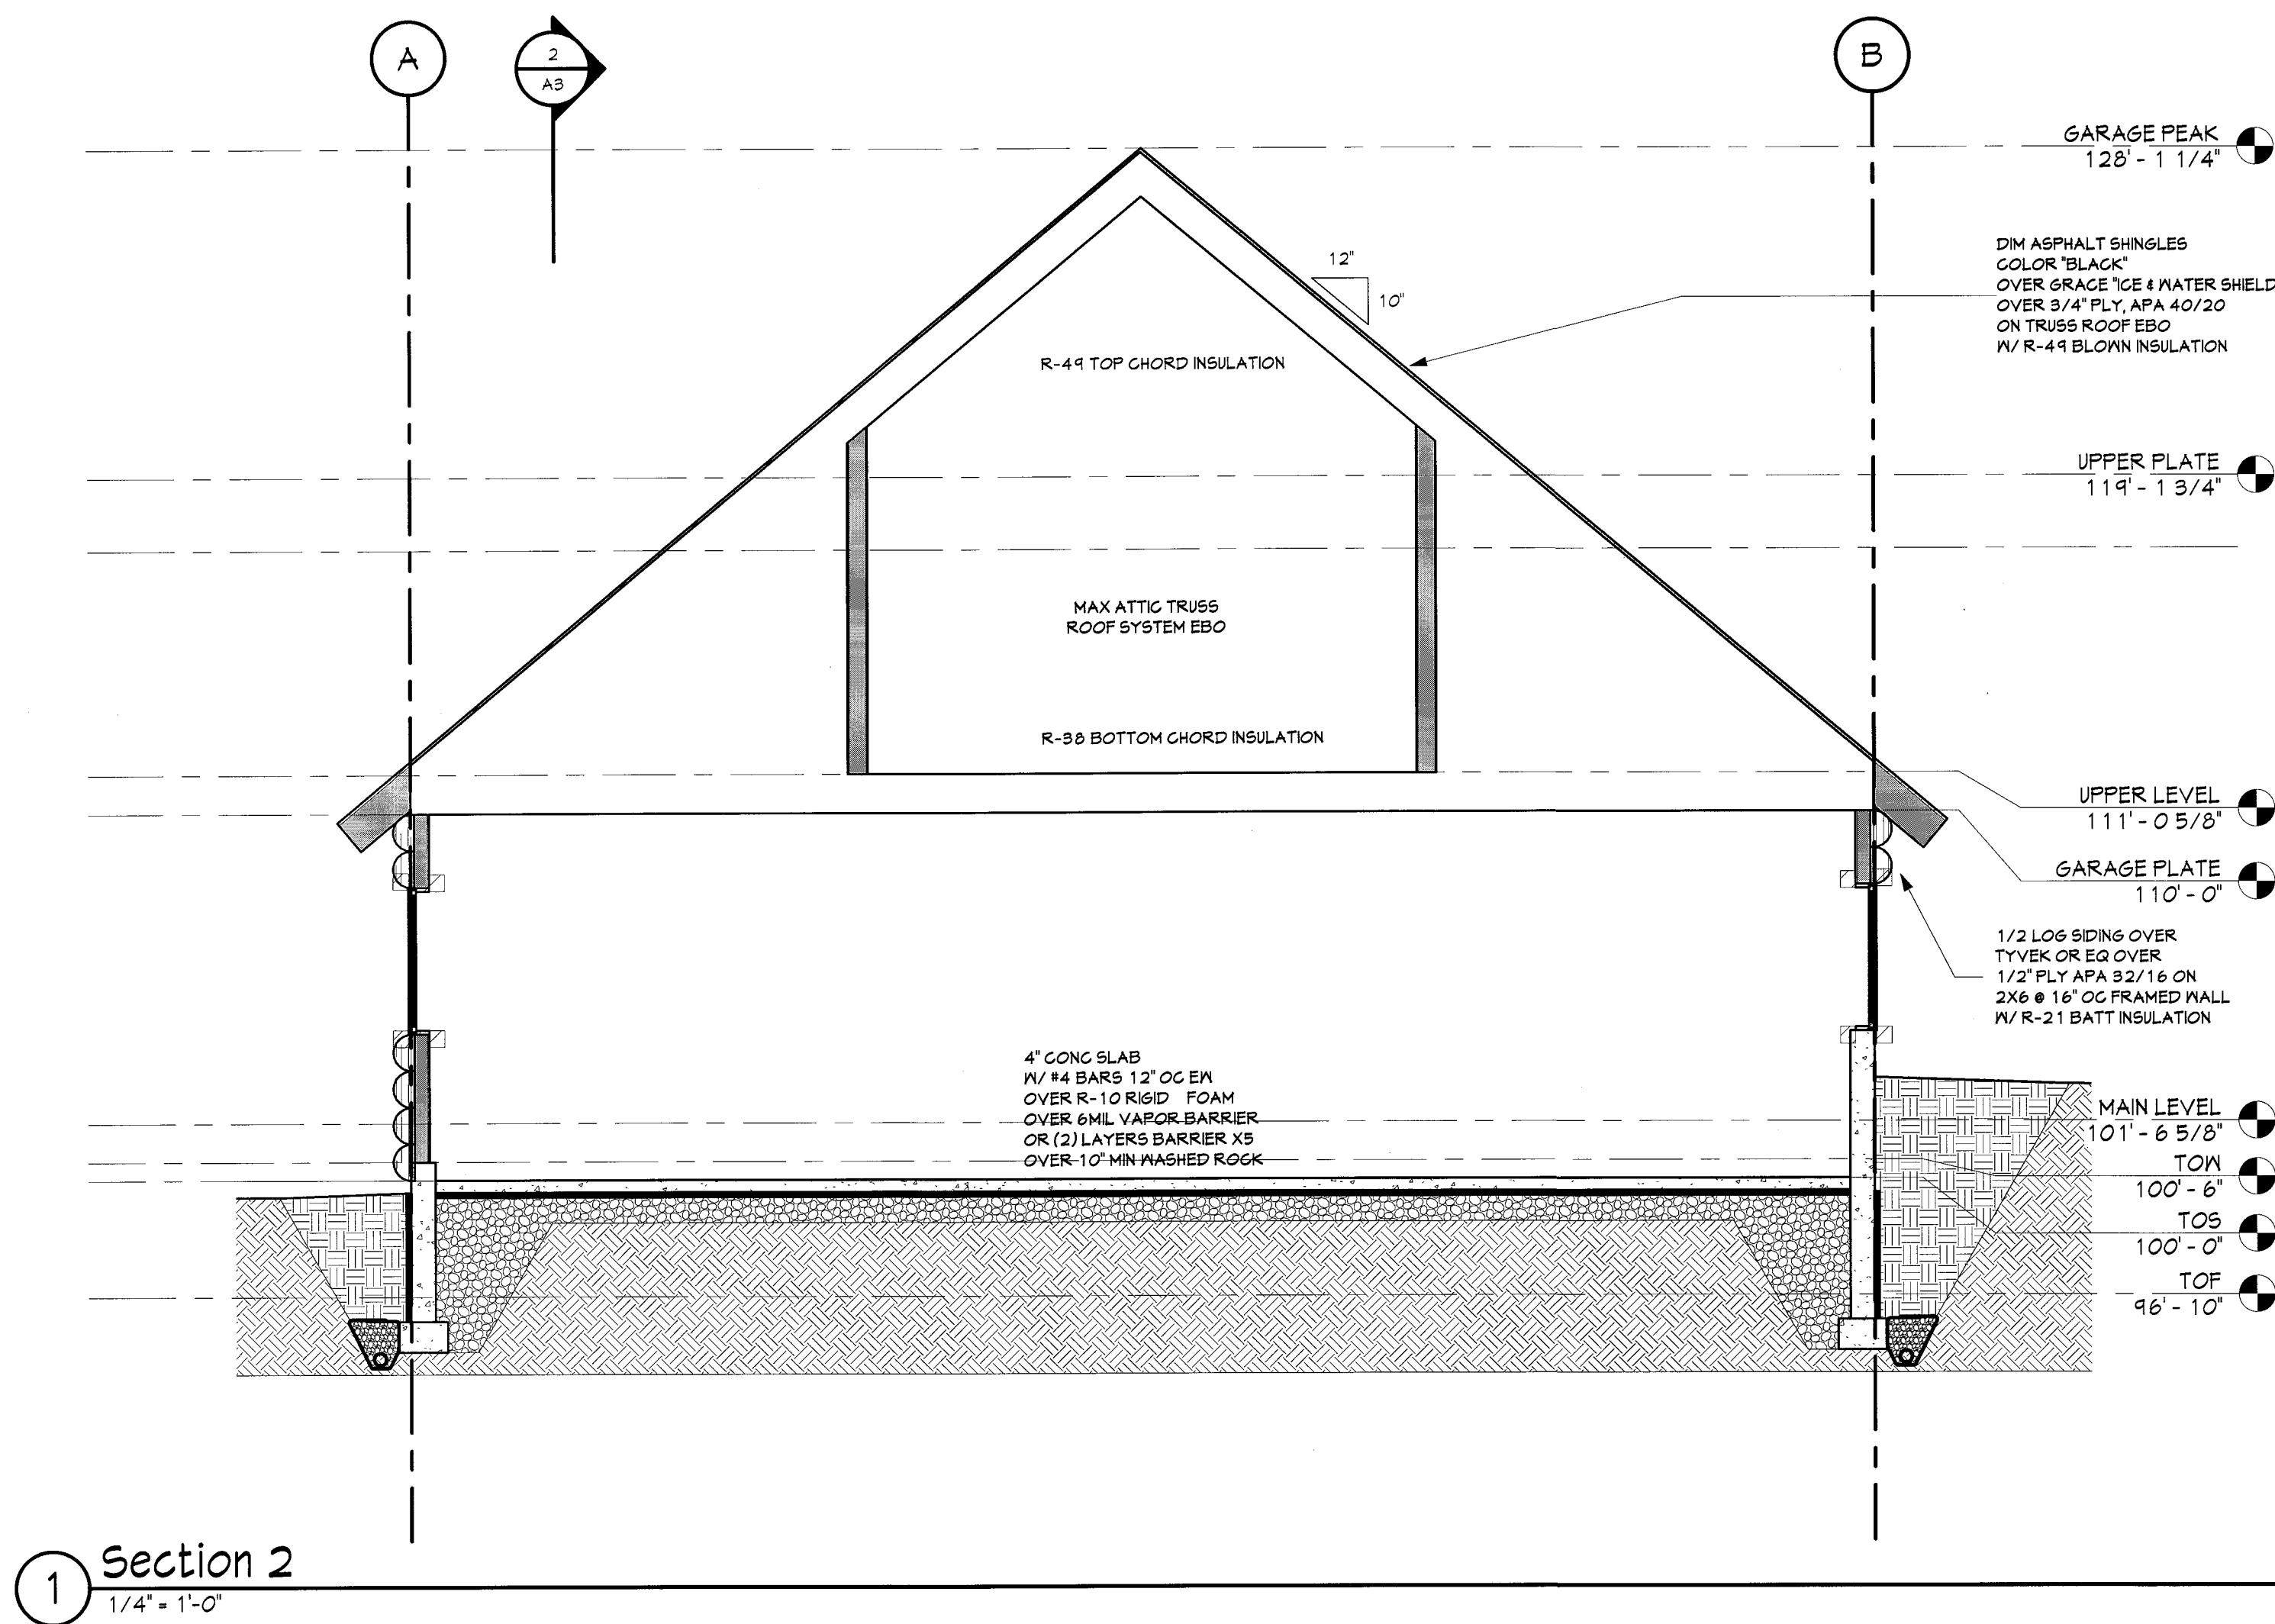 A
2
A3
B
GARAGE PEAK
128' - 1 1/4"
DIM ASPHALT SHINGLES
COLOR "BLACK"
OVER GRACE "ICE & WATER SHIELD
OVER 3/4" PLY, APA 40/20
ON TRUSS ROOF EBO
W/ R-49 BLOWN INSULATION
12"
10"
R-49 TOP CHORD INSULATION
UPPER PLATE
119' - 1 3/4"
MAX ATTIC TRUSS
ROOF SYSTEM EBO
R-38 BOTTOM CHORD INSULATION
UPPER LEVEL
111' - 0 5/8"
GARAGE PLATE
110' - 0"
1/2 LOG SIDING OVER
TYVEK OR EQ OVER
1/2" PLY APA 32/16 ON
2X6 @ 16" OC FRAMED WALL
W/ R-21 BATT INSULATION
4" CONC SLAB
W/ #4 BARS 12" OC EW
OVER R-10 RIGID FOAM
OVER 6MIL VAPOR BARRIER
OR (2) LAYERS BARRIER X5
OVER 10" MIN WASHED ROCK
MAIN LEVEL
101' - 6 5/8"
TOW
100' - 6"
TOS
100' - 0"
TOF
96' - 10"
1
Section 2
1/4" = 1'-0"